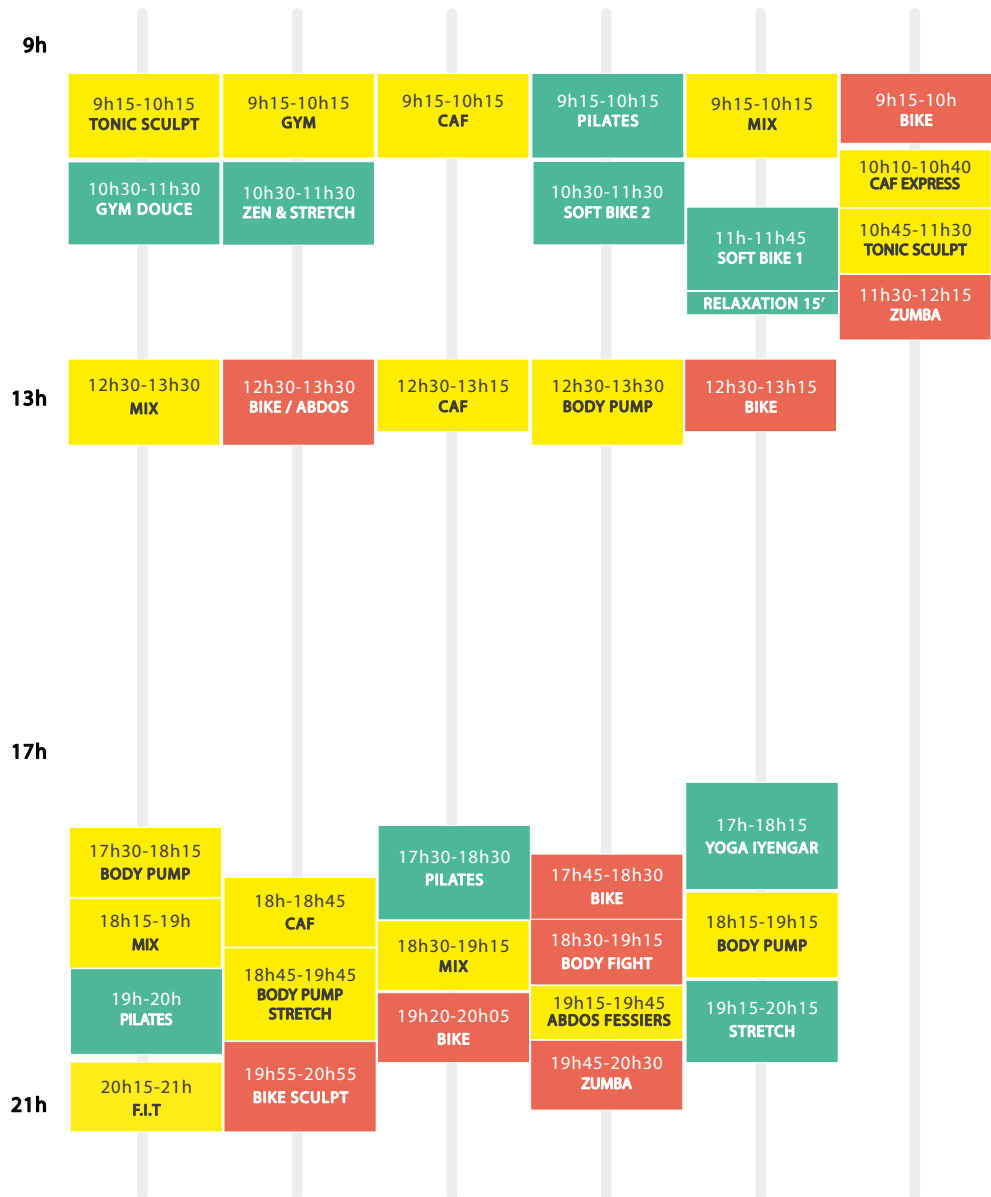 9h
9h15-10h15
TONIC SCULPT
9h15-10h15
GYM
9h15-10h15
CAF
9h15-10h15
PILATES
9h15-10h15
MIX
9h15-10h
BIKE
10h30-11h30
GYM DOUCE
10h30-11h30
ZEN & STRETCH
10h30-11h30
SOFT BIKE 2
11h-11h45
SOFT BIKE 1
RELAXATION 15’
10h10-10h40
CAF EXPRESS
10h45-11h30
TONIC SCULPT
11h30-12h15
ZUMBA
13h
12h30-13h30
MIX
12h30-13h30
BIKE / ABDOS
12h30-13h15
CAF
12h30-13h30
BODY PUMP
12h30-13h15
BIKE
17h
17h30-18h15
BODY PUMP
18h15-19h
MIX
19h-20h
PILATES
20h15-21h
F.I.T
18h-18h45
CAF
18h45-19h45
BODY PUMP
STRETCH
19h55-20h55
BIKE SCULPT
17h30-18h30
PILATES
18h30-19h15
MIX
19h20-20h05
BIKE
17h45-18h30
BIKE
18h30-19h15
BODY FIGHT
19h15-19h45
ABDOS FESSIERS
19h45-20h30
ZUMBA
17h-18h15
YOGA IYENGAR
18h15-19h15
BODY PUMP
19h15-20h15
STRETCH
21h